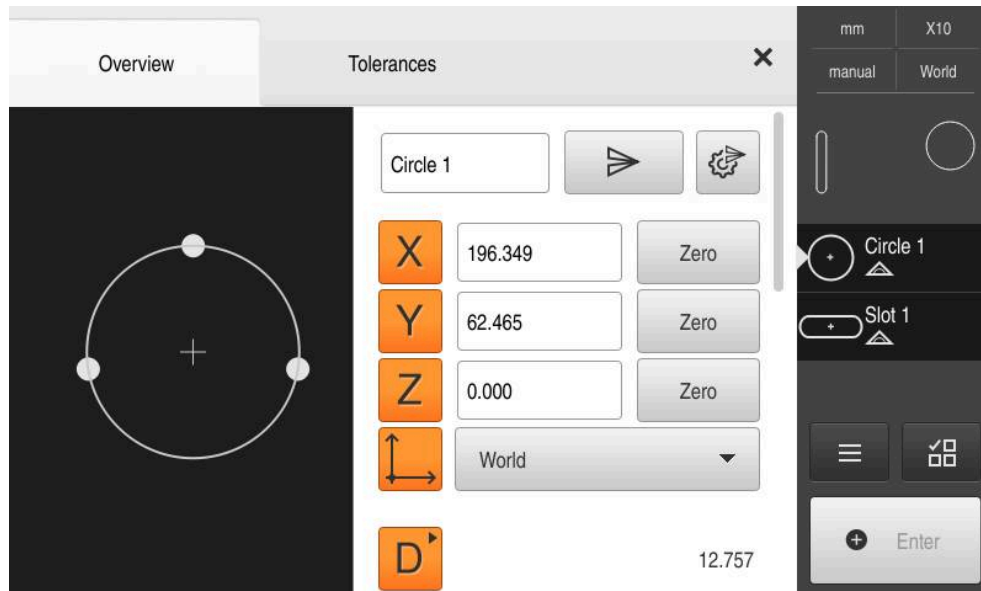 Overview
Tolerances
mm
X10
manual
World
Circle 1
X
196.349
Zero
Y
62.465
Zero
Z
0.000
Zero
World
D
12.757
Circle 1
Slot 1
Enter